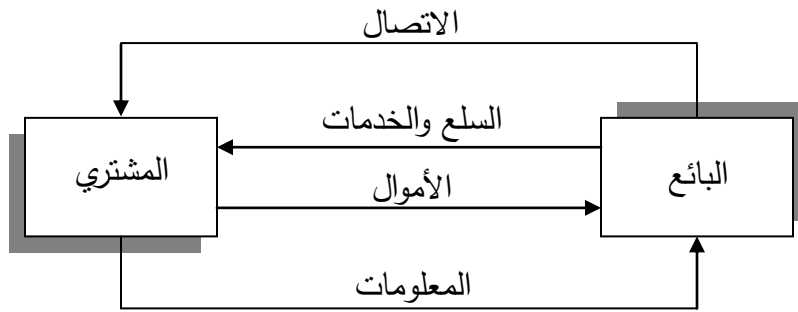 الاتصال
السلع والخدمات
البائع
المشتري
الأموال
المعلومات